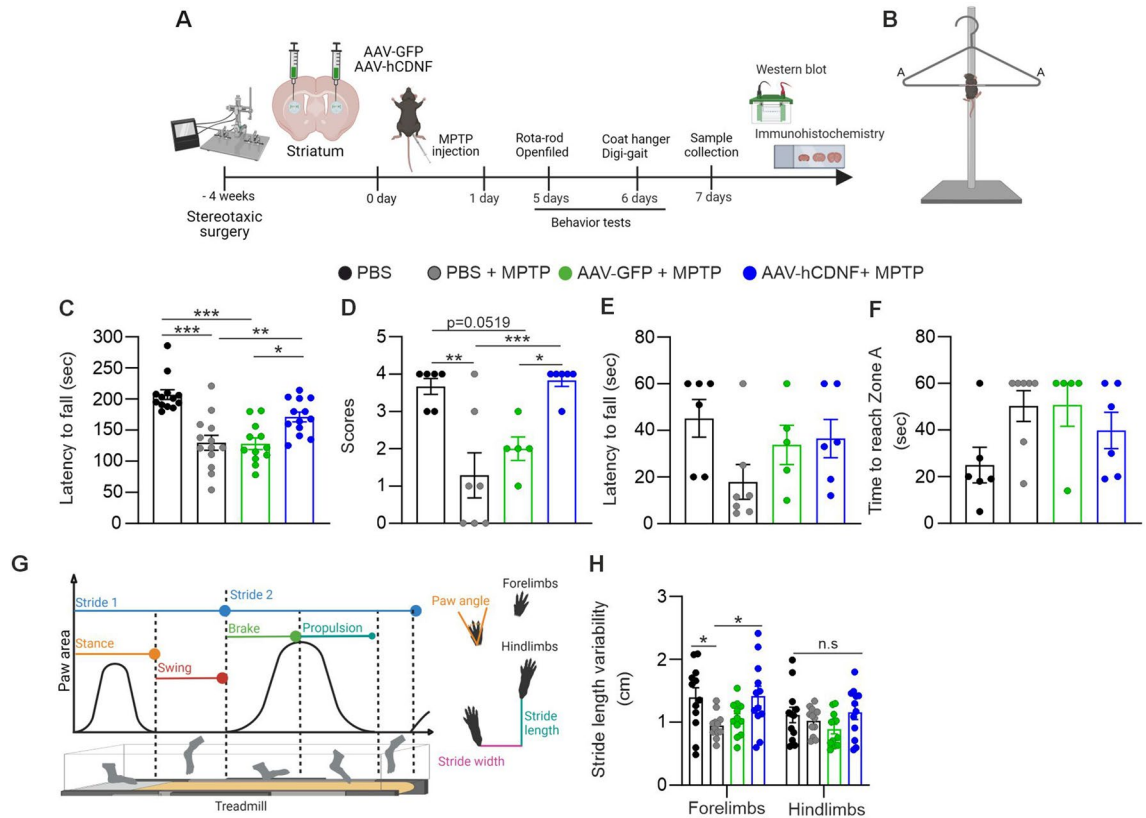 A
AAV-GFP
AAV-hCDNF
Striatum
MPTP
injection
Rota-rod
Openfiled
Coat hanger
Digi-gait
Sample
collection
Western blot
Immunohistochemistry
- 4 weeks
0 day
1 day
5 days
6 days
7 days
Stereotaxic
surgery
Behavior tests
B
A
A
PBS
PBS + MPTP
AAV-GFP + MPTP
AAV-hCDNF+ MPTP
C
Latency to fall (sec)
300
250
200
150
100
50
0
***
***
**
*
D
Scores
5
4
3
2
1
0
p=0.0519
***
**
*
E
Latency to fall (sec)
80
60
40
20
0
F
Time to reach Zone A
(sec)
80
60
40
20
0
G
Paw area
Stride 1
Stride 2
Stance
Swing
Brake
Propulsion
Treadmill
Paw angle
Forelimbs
Hindlimbs
Stride
length
Stride width
H
Stride length variability
(cm)
3
2
1
0
*
*
n.s
Forelimbs
Hindlimbs